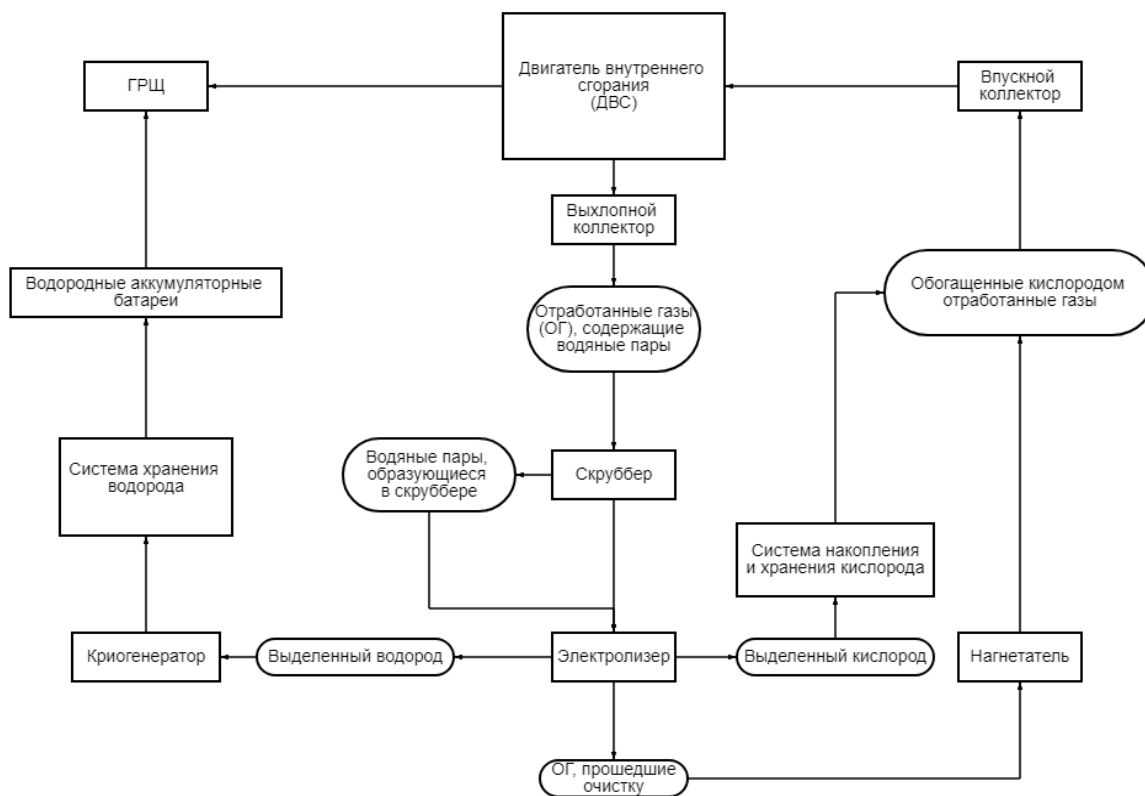 Двигатель внутреннего
сгорания
(ДВС)
ГРЩ
Впускной
коллектор
Выхлопной
коллектор
Водородные аккумуляторные
батареи
Обогащенные кислородом
отработанные газы
Отработанные газы
(ОГ), содержащие
водяные пары
Система хранения
водорода
Водяные пары,
образующиеся
в скруббере
Скруббер
Система накопления
и хранения кислорода
Криогенератор
Выделенный водород
Электролизер
Выделенный кислород
Нагнетатель
ОГ, прошедшие
очистку